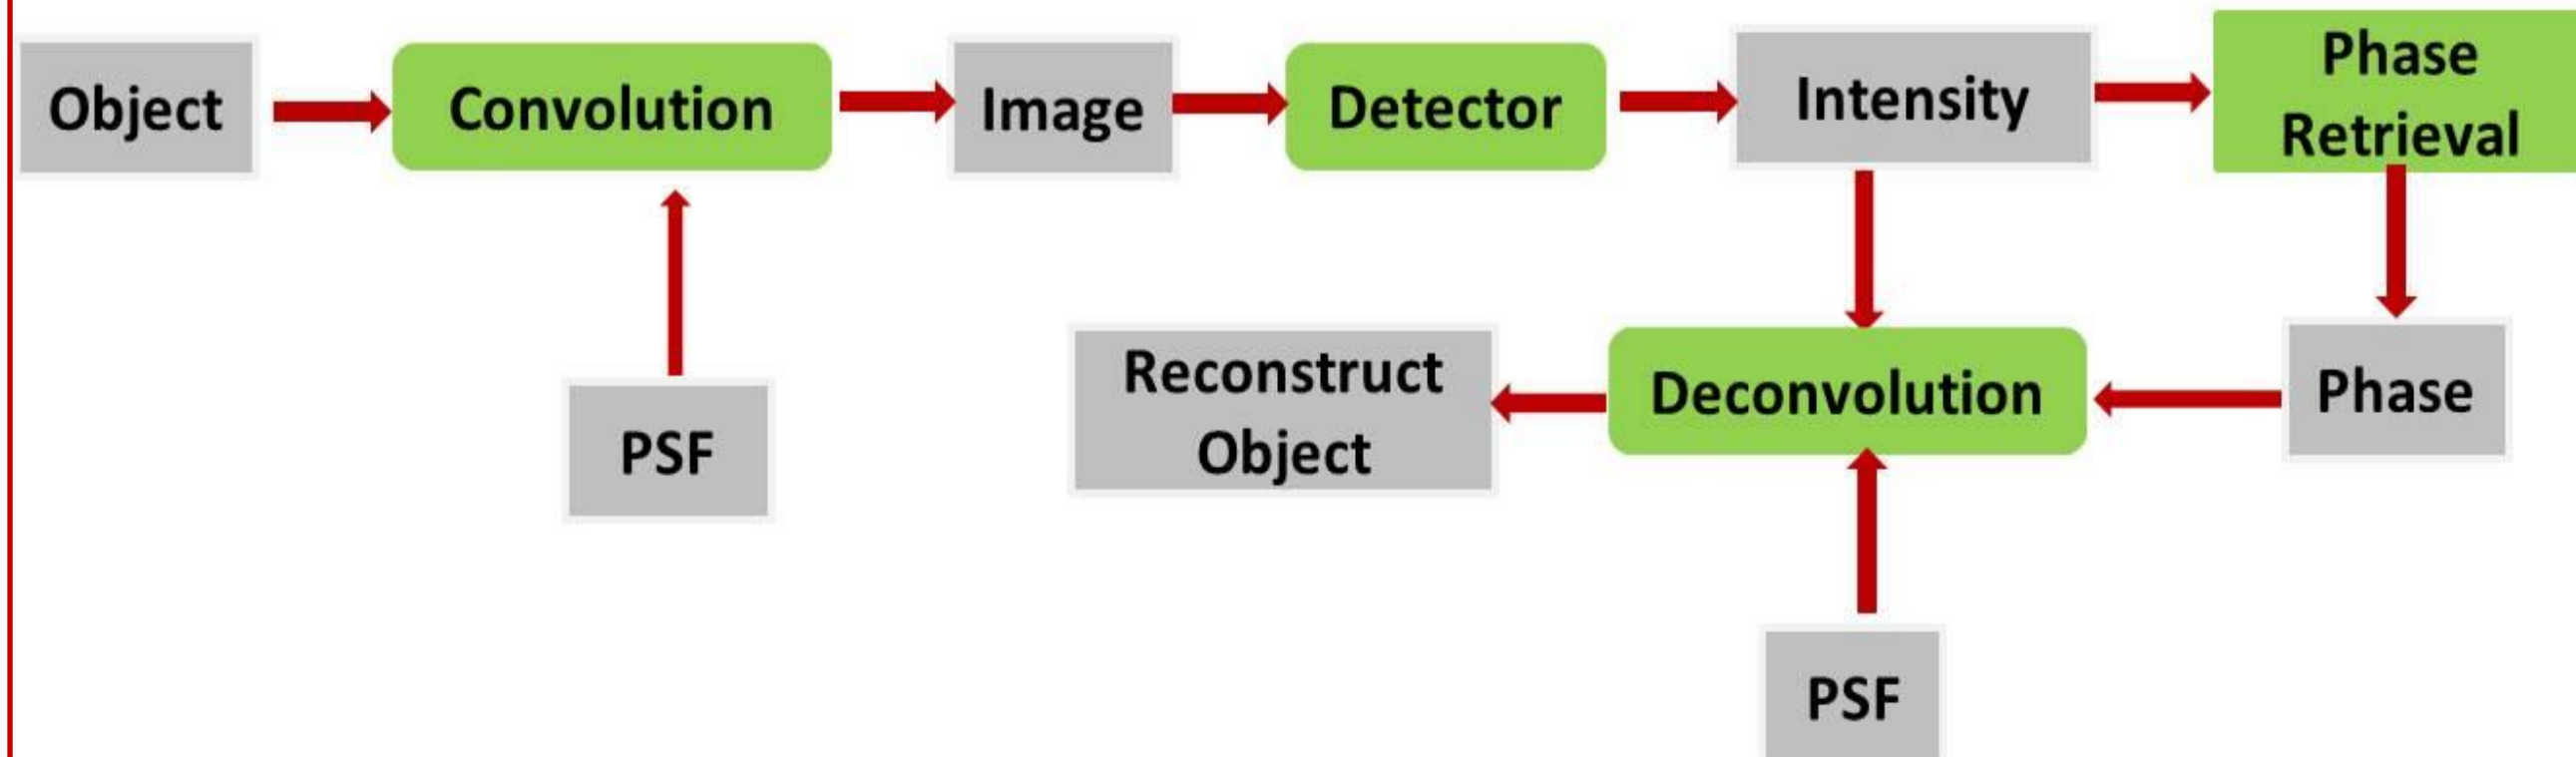 Object
Convolution
Image
Detector
Intensity
Phase
Retrieval
PSF
Reconstruct
Object
Deconvolution
Phase
PSF